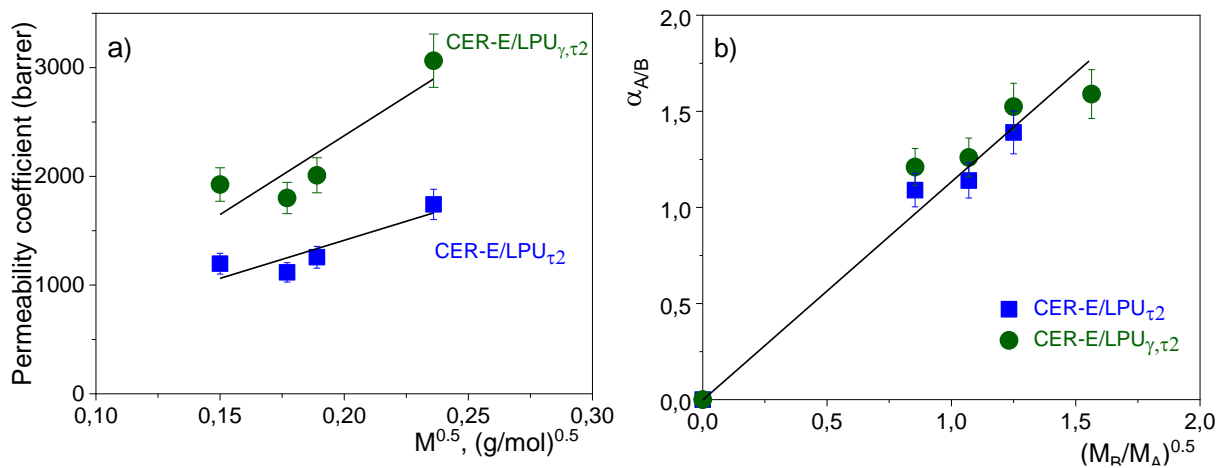 a)
CER-E/LPUγ,τ2
CER-E/LPUτ2
Permeability coefficient (barrer)
3000
2000
1000
0
0,10
0,15
0,20
0,25
0,30
M^0.5, (g/mol)^0.5
b)
αA/B
2,0
1,5
1,0
0,5
0,0
CER-E/LPUτ2
CER-E/LPUγ,τ2
0,0
0,5
1,0
1,5
2,0
(MB/MA)^0.5